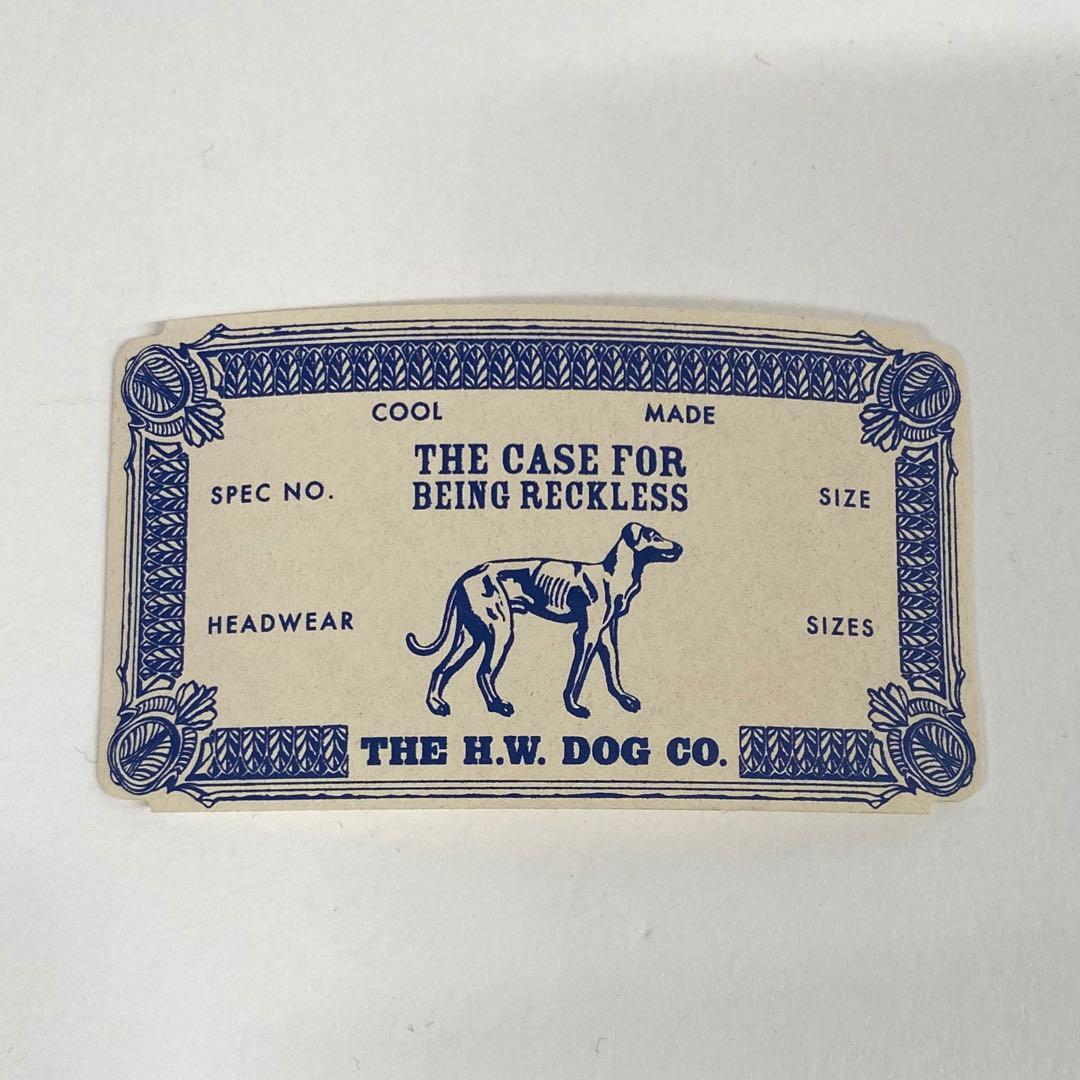 COOL MADE
THE CASE FOR
BEING RECKLESS
SPEC NO. SIZE
HEADWEAR SIZES
THE H.W. DOG CO.